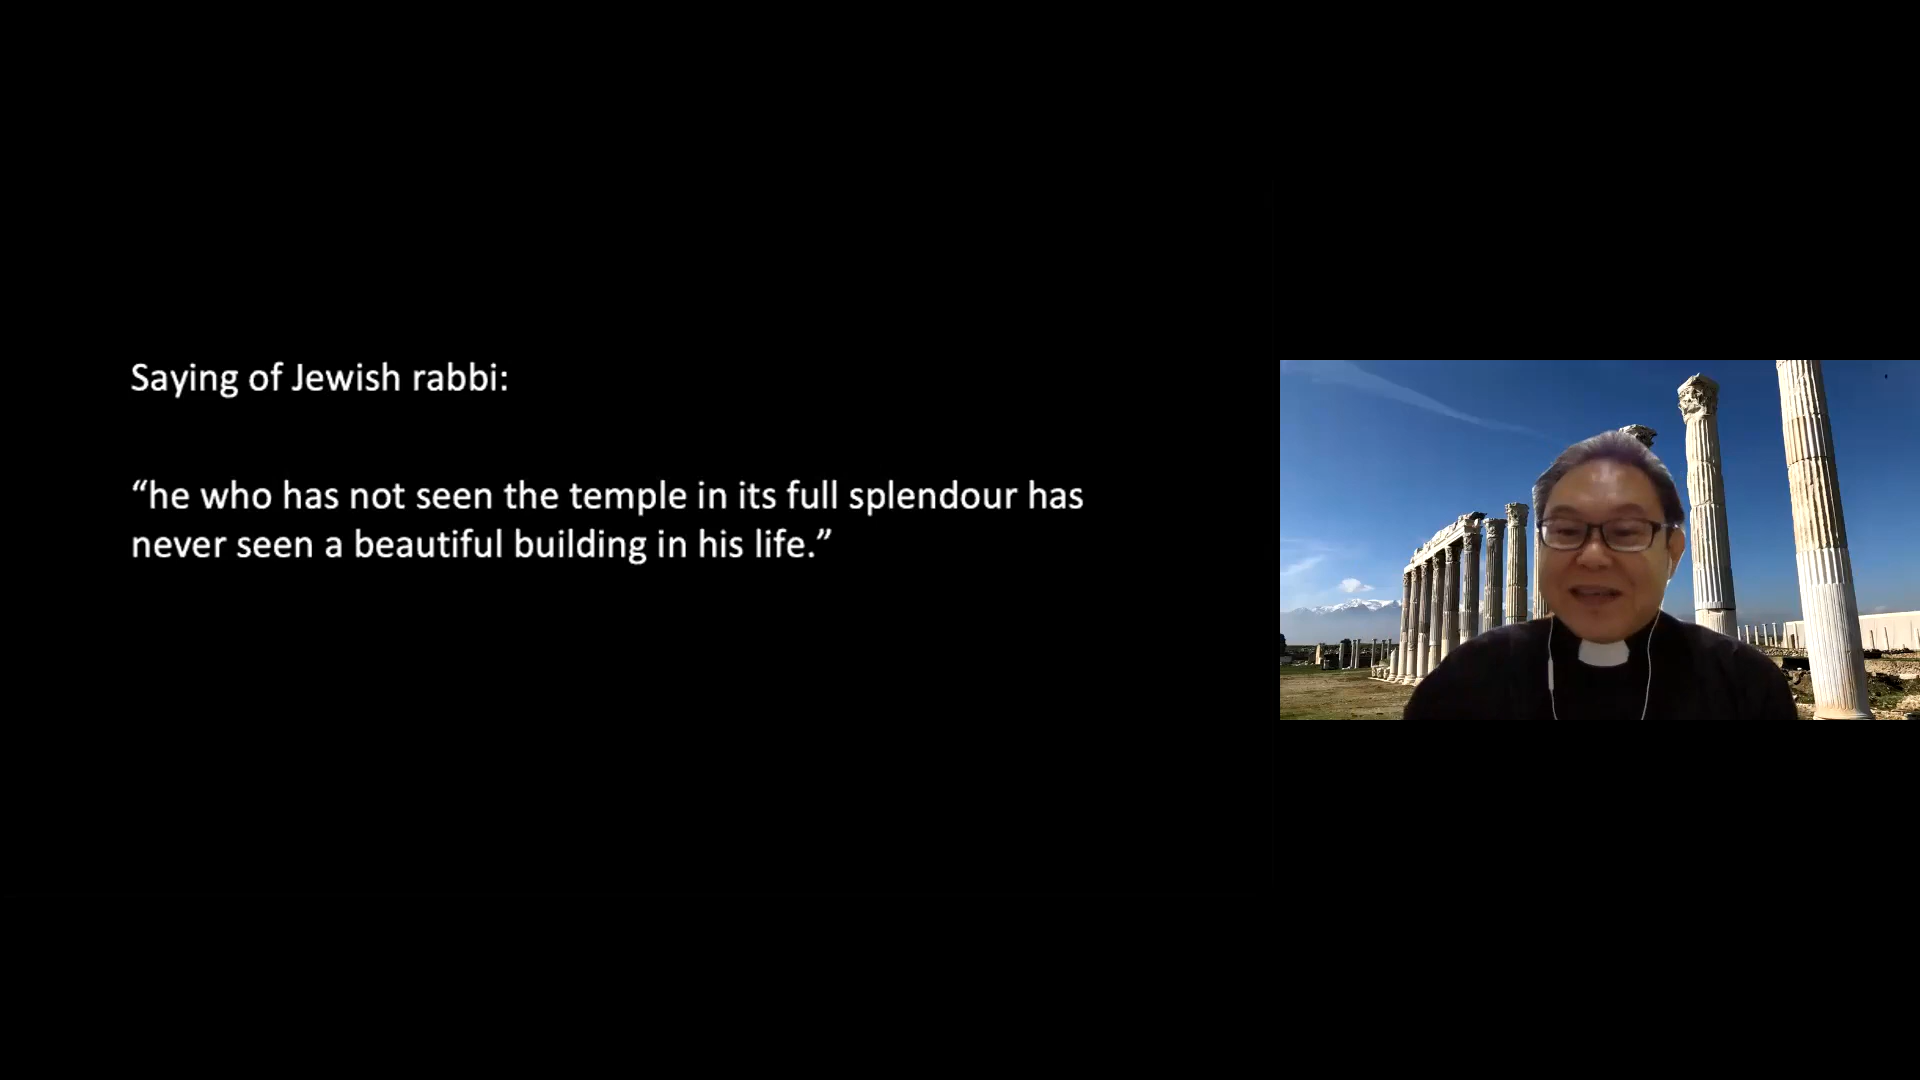 Saying of Jewish rabbi:
“he who has not seen the temple in its full splendour has
never seen a beautiful building in his life.”